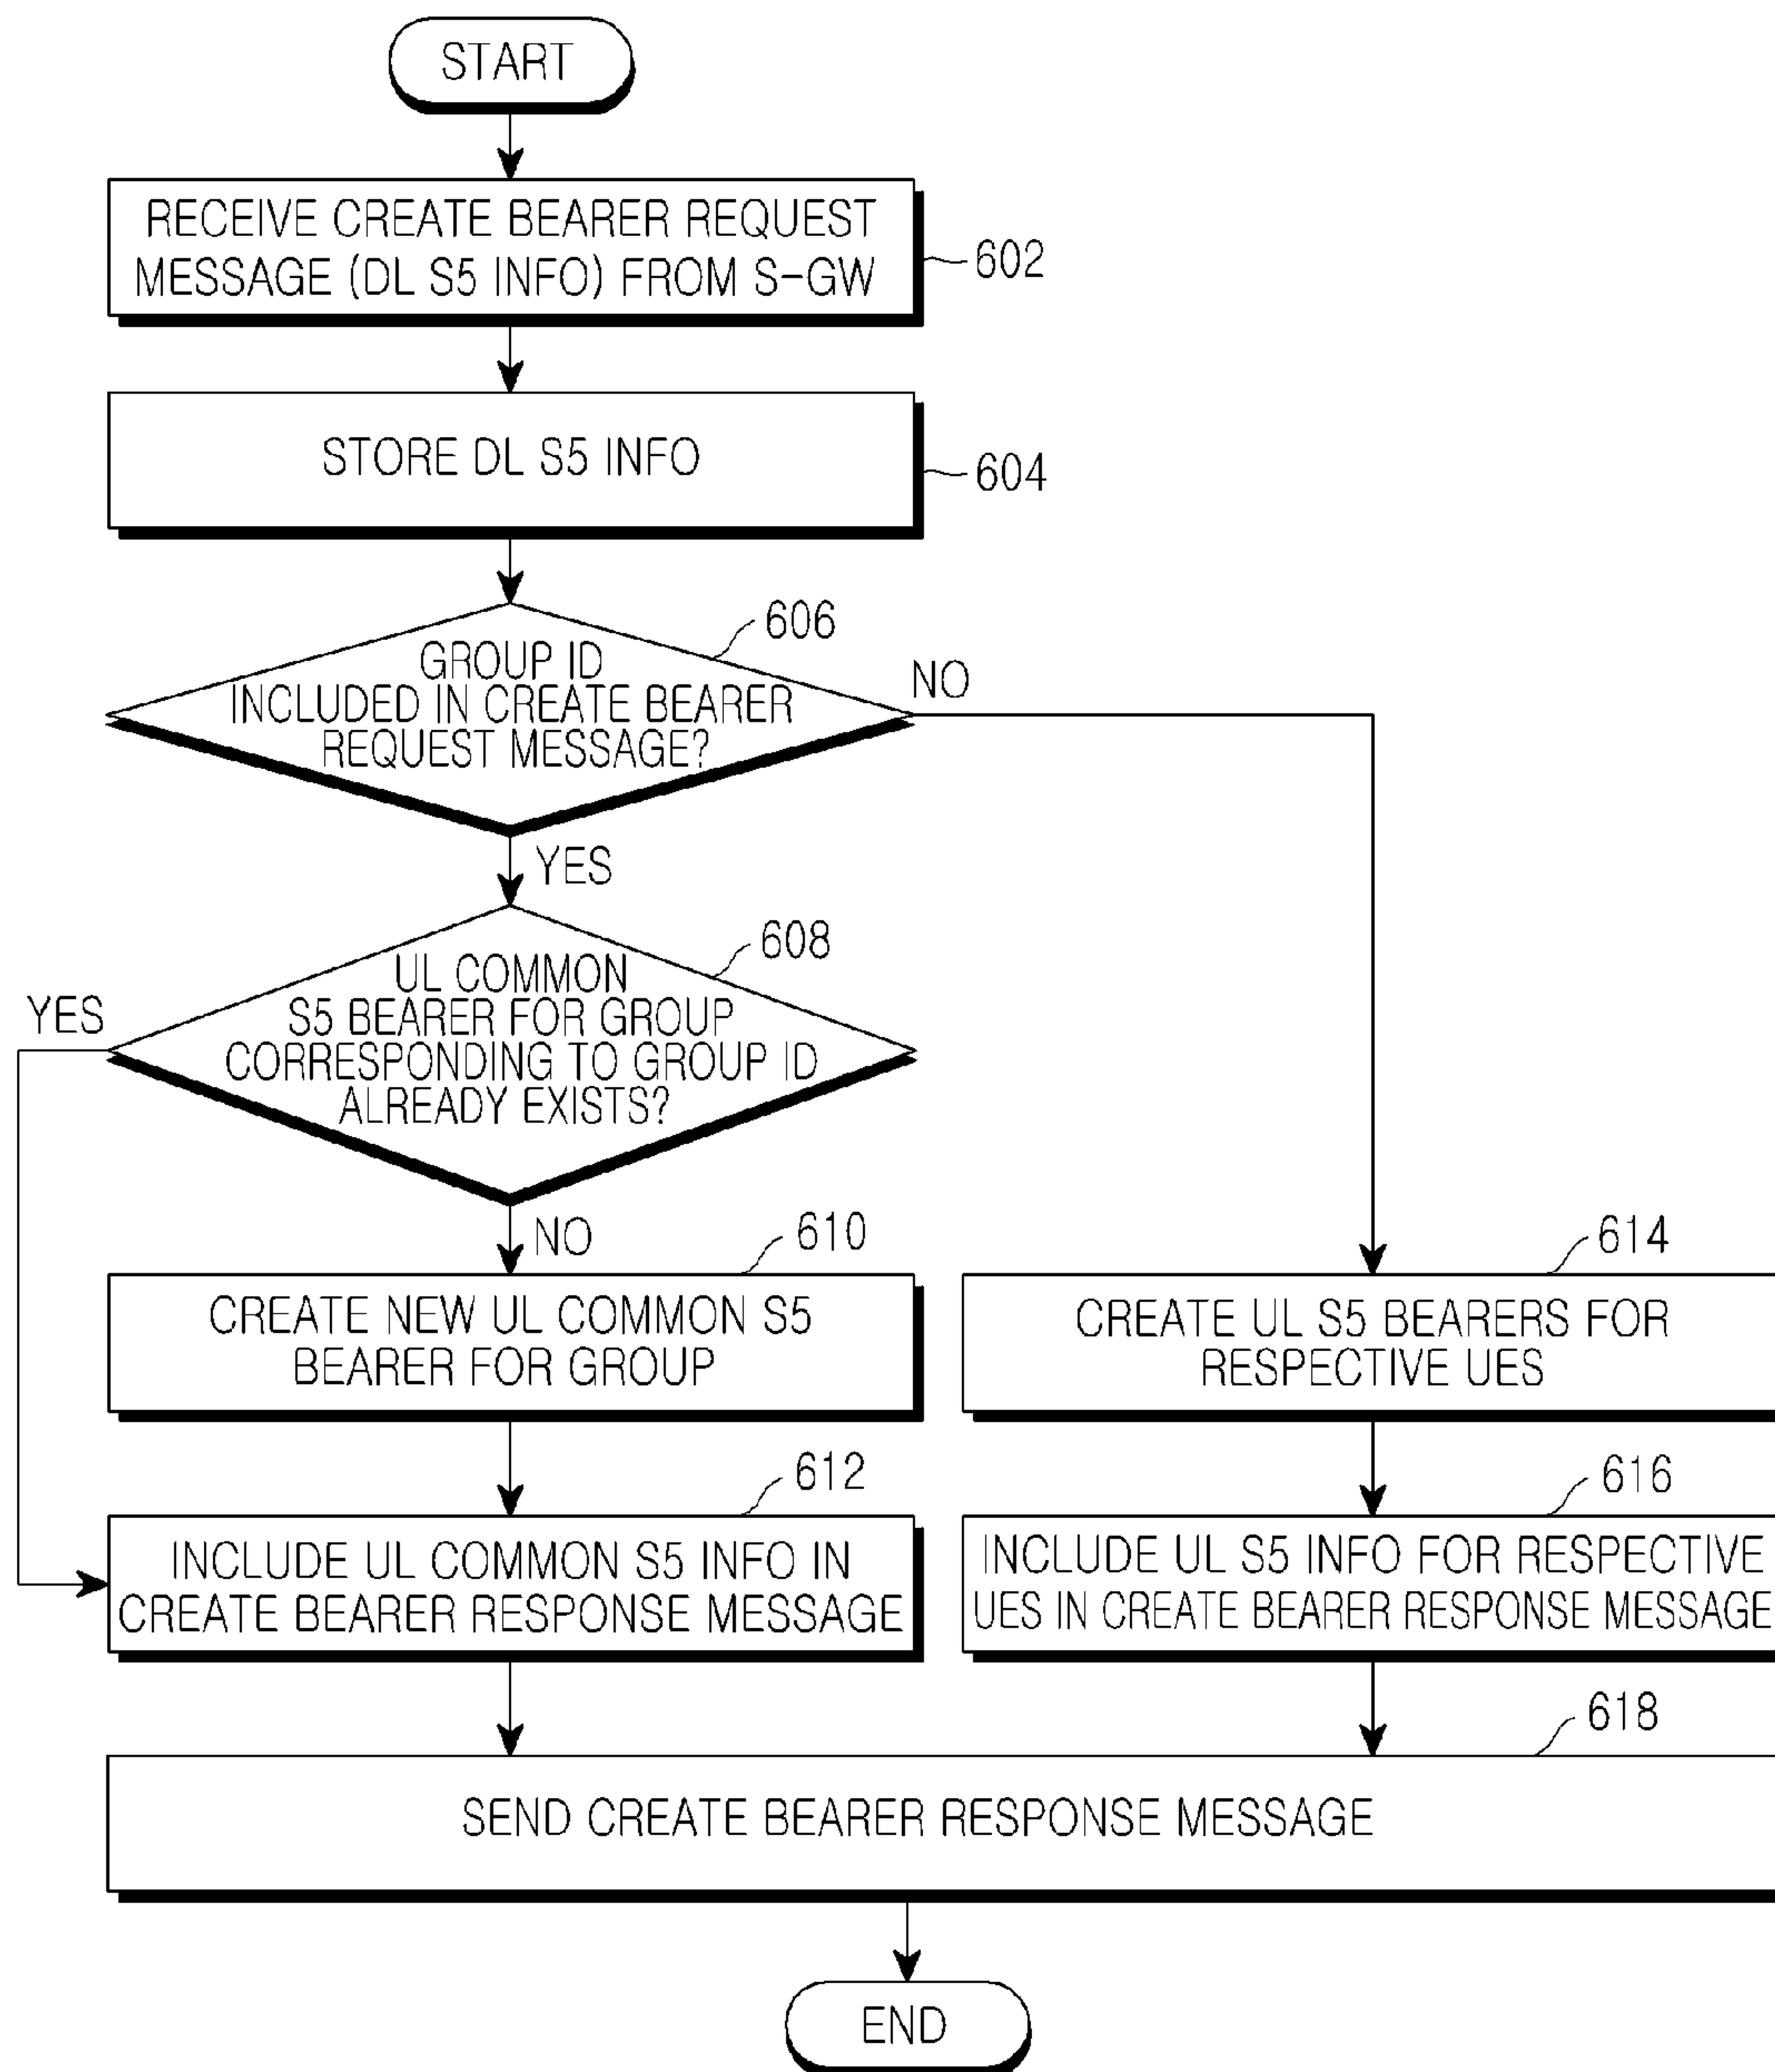 START
RECEIVE CREATE BEARER REQUEST
MESSAGE (DL S5 INFO) FROM S-GW
602
STORE DL S5 INFO
604
606
GROUP ID
INCLUDED IN CREATE BEARER
REQUEST MESSAGE?
NO
YES
608
UL COMMON
S5 BEARER FOR GROUP
CORRESPONDING TO GROUP ID
ALREADY EXISTS?
YES
NO
610
CREATE NEW UL COMMON S5
BEARER FOR GROUP
614
CREATE UL S5 BEARERS FOR
RESPECTIVE UES
612
INCLUDE UL COMMON S5 INFO IN
CREATE BEARER RESPONSE MESSAGE
616
INCLUDE UL S5 INFO FOR RESPECTIVE
UES IN CREATE BEARER RESPONSE MESSAGE
618
SEND CREATE BEARER RESPONSE MESSAGE
END